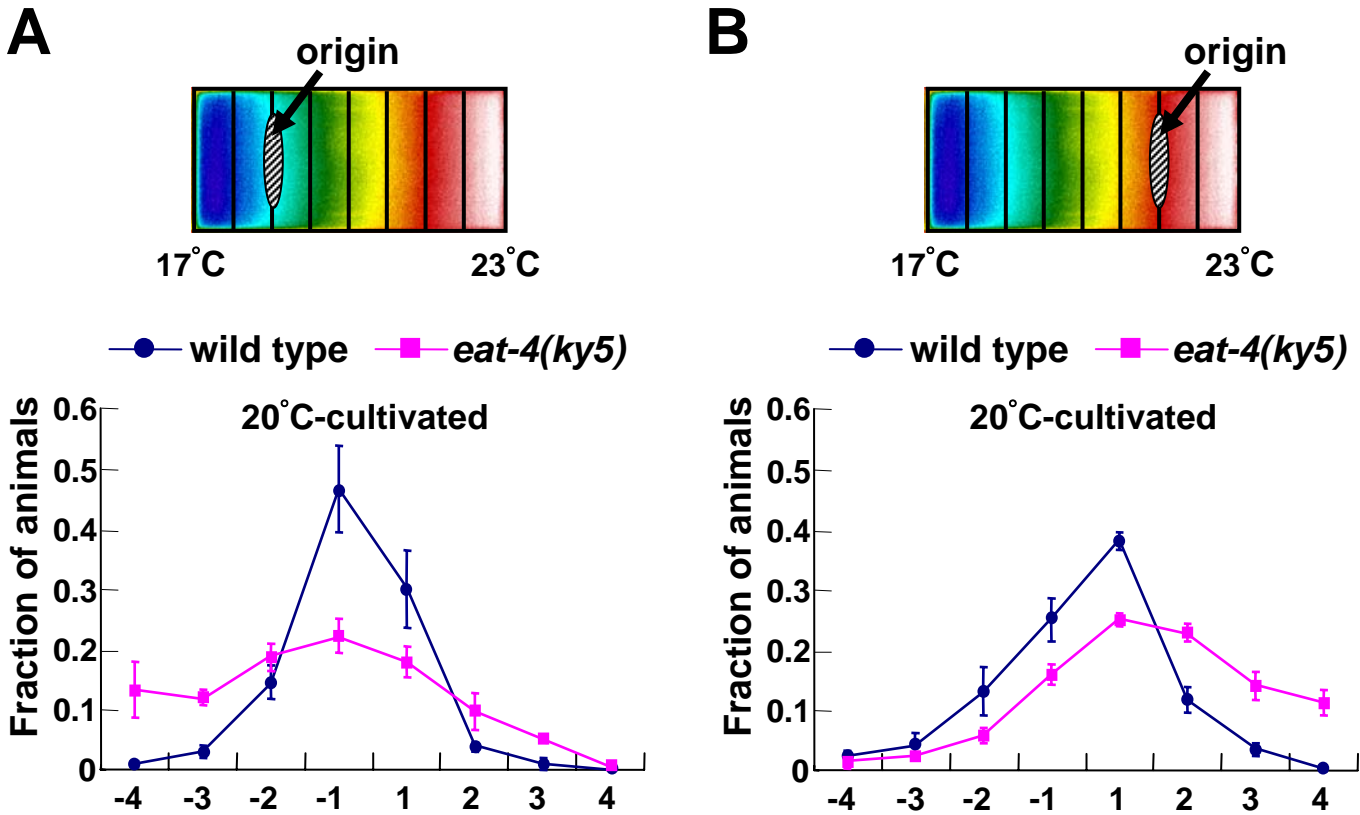 A
origin
17°C
23°C
wild type
eat-4(ky5)
20°C-cultivated
Fraction of animals
0.6
0.5
0.4
0.3
0.2
0.1
0
-4 -3 -2 -1 1 2 3 4
B
origin
17°C
23°C
wild type
eat-4(ky5)
20°C-cultivated
Fraction of animals
0.6
0.5
0.4
0.3
0.2
0.1
0
-4 -3 -2 -1 1 2 3 4